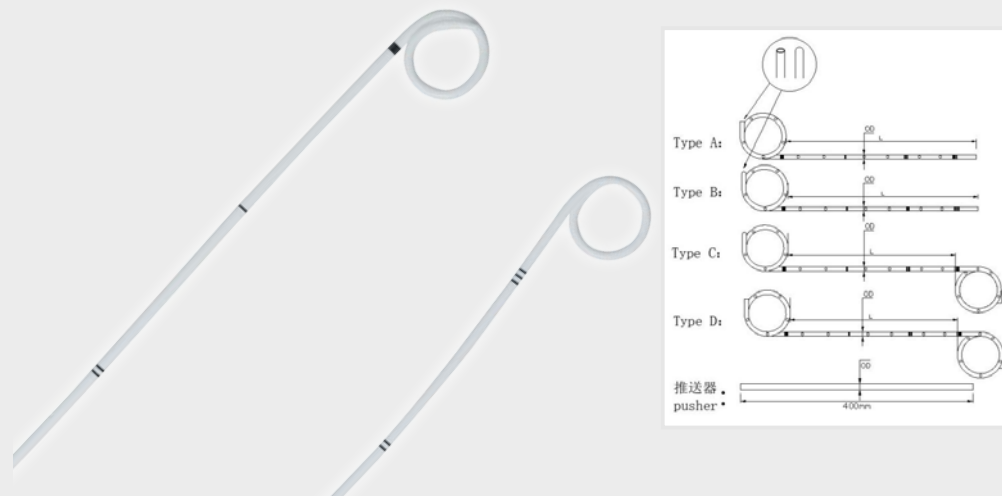 OD
L
Type A:
OD
L
Type B:
OD
L
Type C:
OD
L
Type D:
OD
推送器
pusher:
400mm